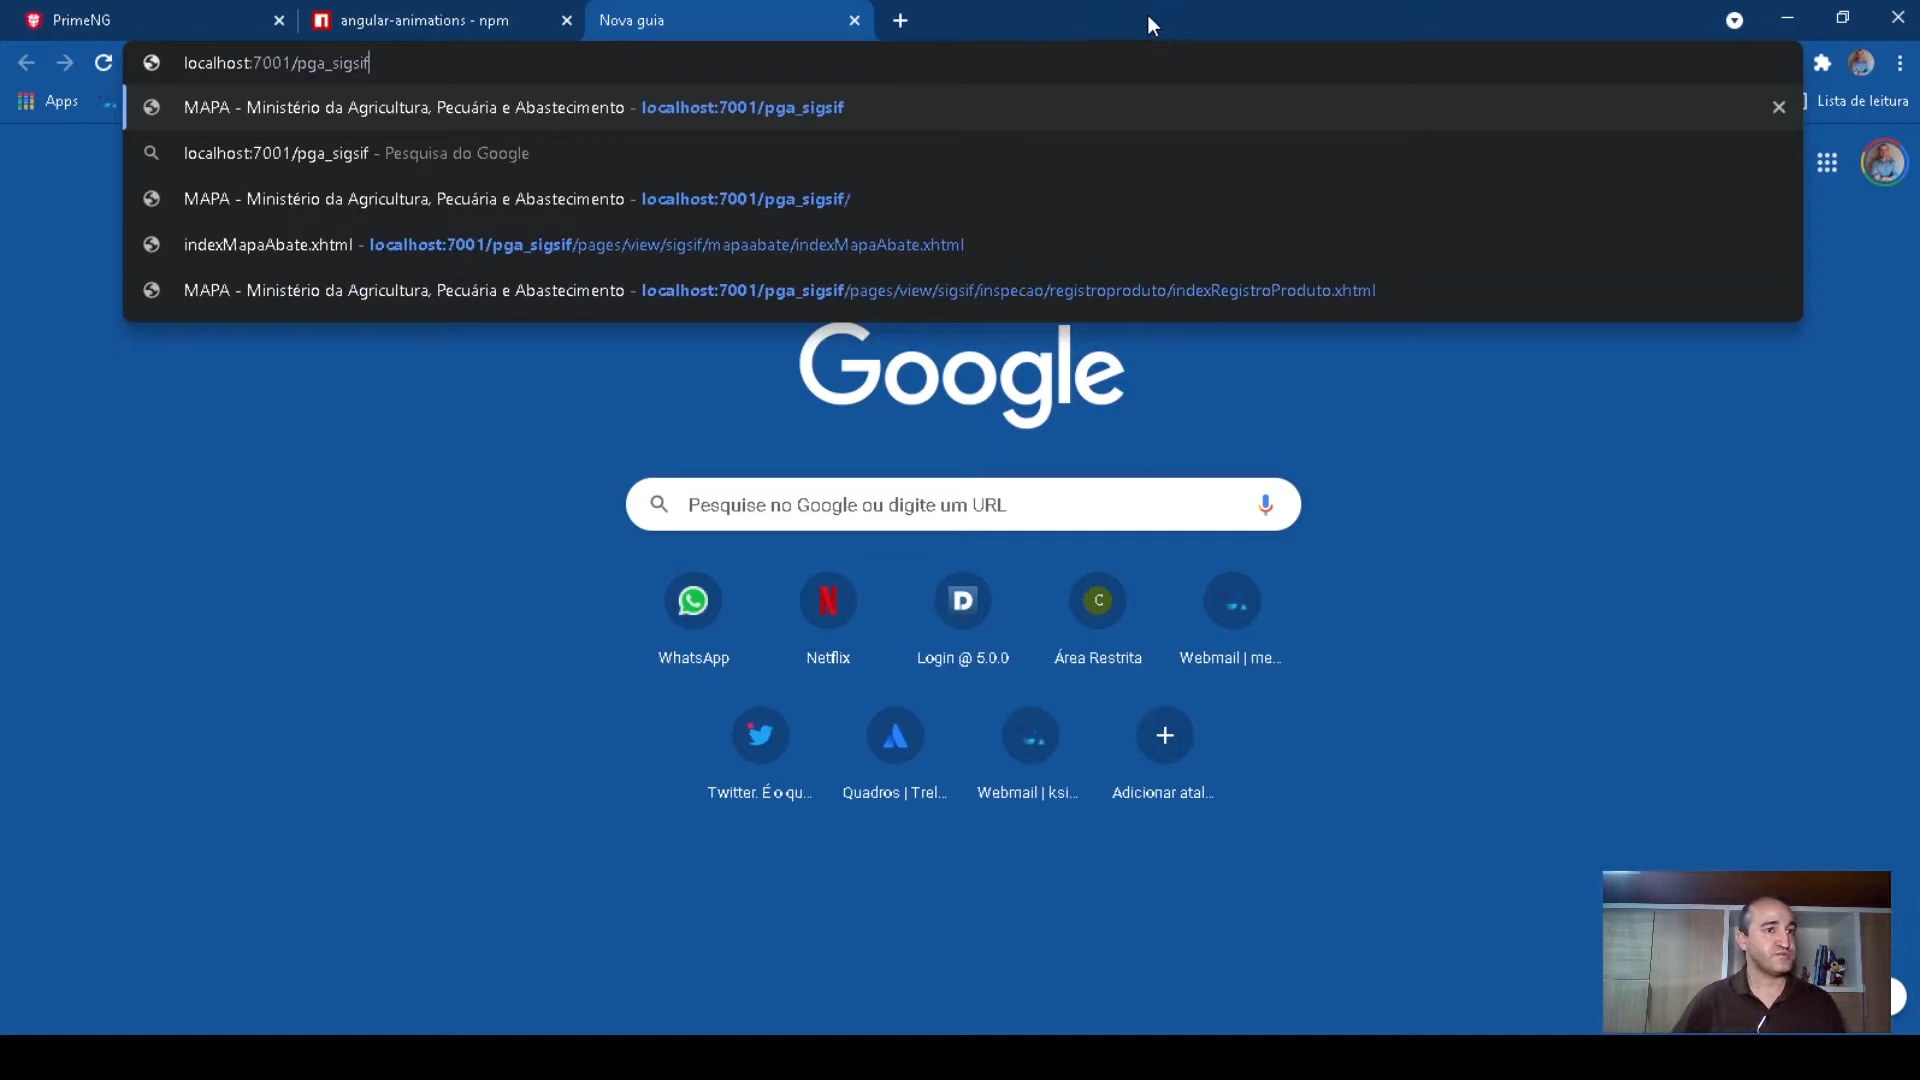 PrimeNG
angular-animations - npm
Nova guia
localhost:7001/pga_sigsif
Apps
Lista de leitura
MAPA - Ministério da Agricultura, Pecuária e Abastecimento - localhost:7001/pga_sigsif
localhost:7001/pga_sigsif - Pesquisa do Google
MAPA - Ministério da Agricultura, Pecuária e Abastecimento - localhost:7001/pga_sigsif/
indexMapaAbate.xhtml - localhost:7001/pga_sigsif/pages/view/sigsif/mapaabate/indexMapaAbate.xhtml
MAPA - Ministério da Agricultura, Pecuária e Abastecimento - localhost:7001/pga_sigsif/pages/view/sigsif/inspecao/registroproduto/indexRegistroProduto.xhtml
Google
Pesquise no Google ou digite um URL
N
D
C
WhatsApp
Netflix
Login @ 5.0.0
Área Restrita
Webmail | me...
Twitter. É o qu...
Quadros | Trel...
Webmail | ksi...
Adicionar atal...